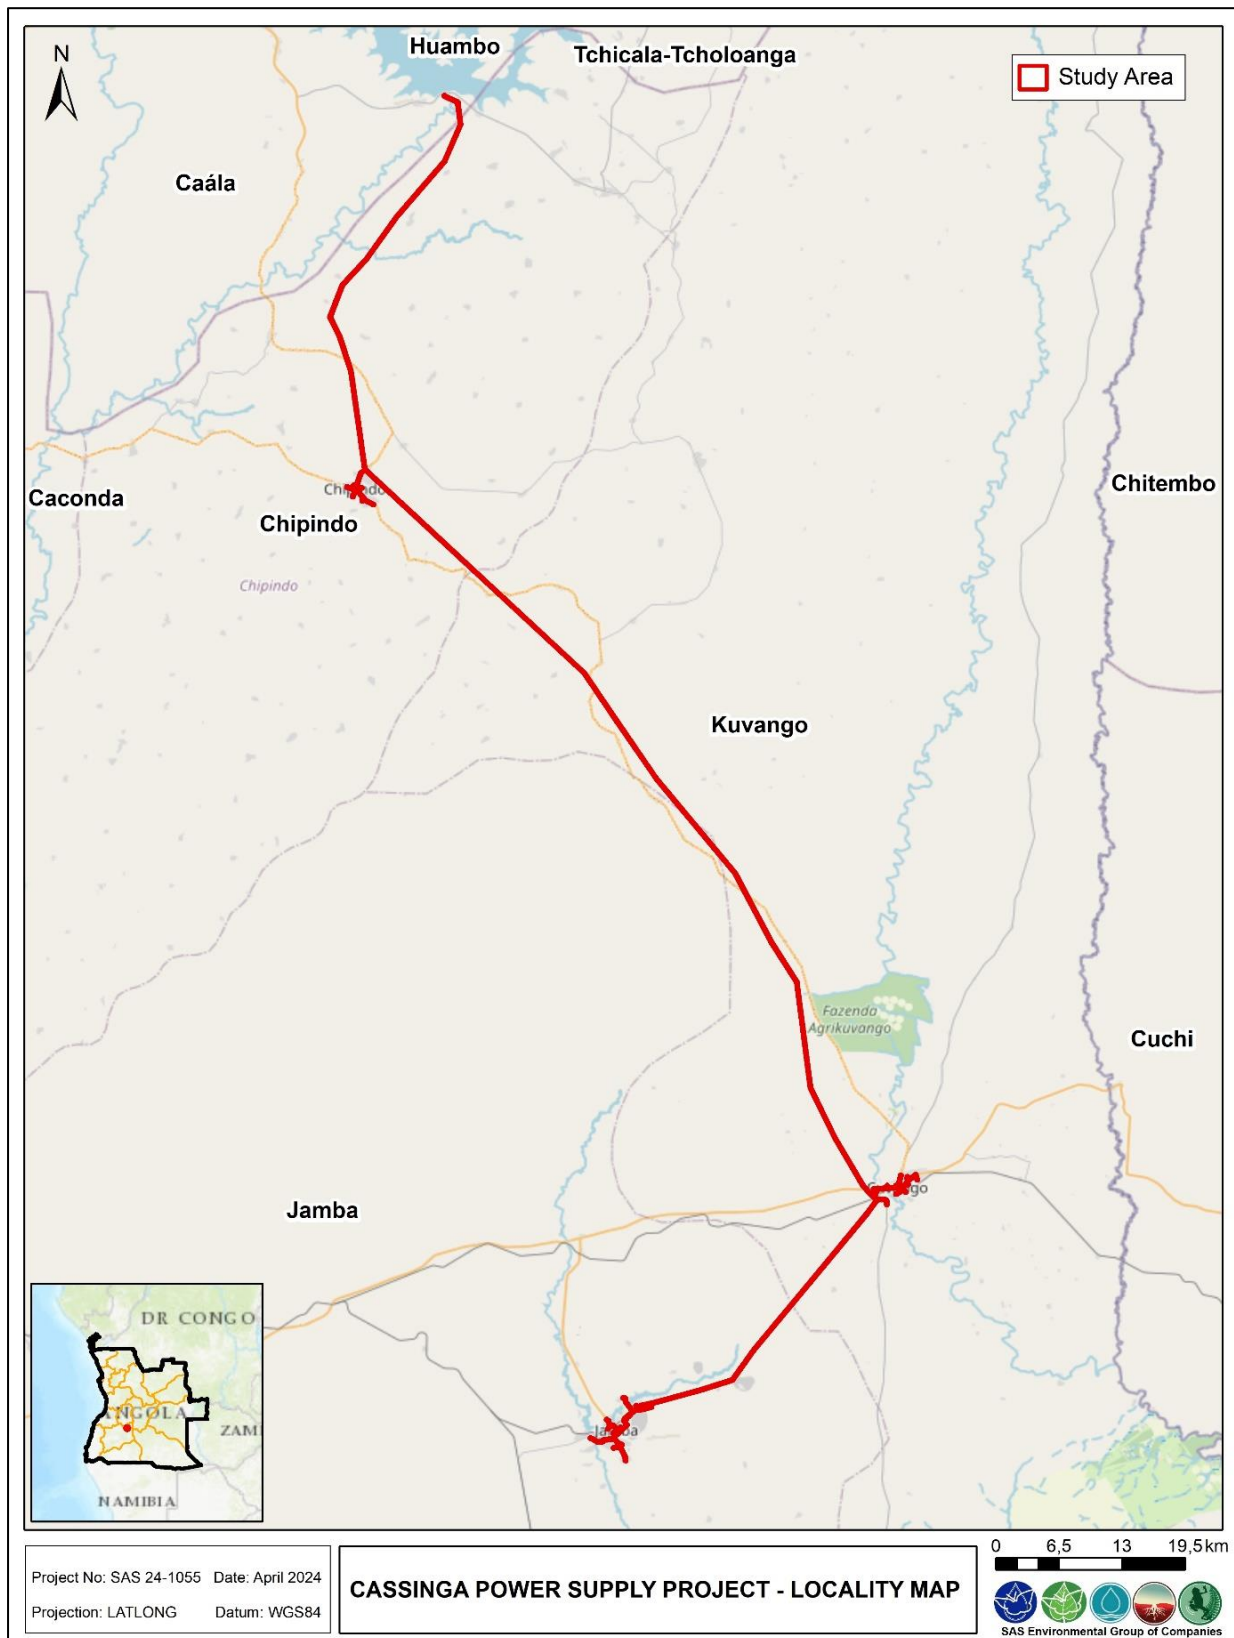 Huambo
Tchicala-Tcholoanga
N
Study Area
Caála
Chipindo
Caconda
Chipindo
Chipindo
Chitembo
Kuvango
Fazenda
Agrikuvango
Cuchi
Jamba
DR CONGO
ANGOLA
NAMIBIA
0 6,5 13 19,5 km
Project No: SAS 24-1055 Date: April 2024
Projection: LATLONG Datum: WGS84
CASSINGA POWER SUPPLY PROJECT - LOCALITY MAP
SAS Environmental Group of Companies